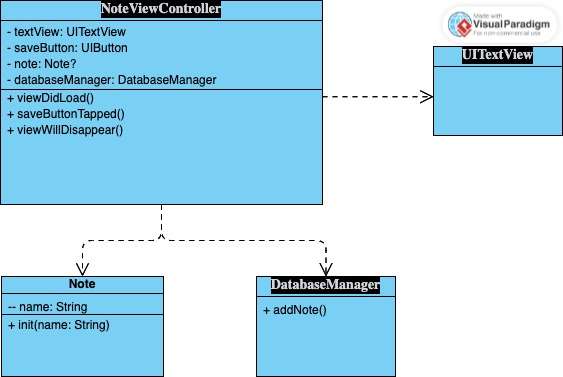 NoteViewController
- textView: UITextView
- saveButton: UIButton
- note: Note?
- databaseManager: DatabaseManager
+ viewDidLoad()
+ saveButtonTapped()
+ viewWillDisappear()
Made with
Visual Paradigm
For non-commercial use
UITextView
Note
-- name: String
+ init(name: String)
DatabaseManager
+ addNote()